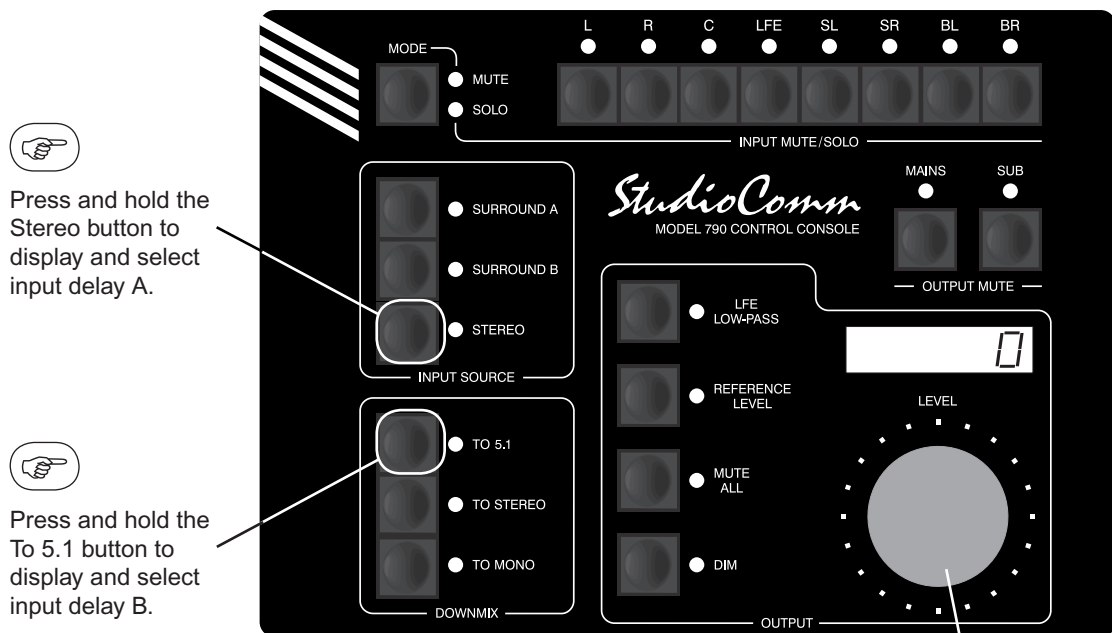 L R C LFE SL SR BL BR
MODE
MUTE
SOLO
INPUT MUTE/SOLO
Press and hold the
Stereo button to
display and select
input delay A.
SURROUND A
SURROUND B
STEREO
INPUT SOURCE
StudioComm
MODEL 790 CONTROL CONSOLE
MAINS SUB
OUTPUT MUTE
LFE
LOW-PASS
REFERENCE
LEVEL
MUTE
ALL
DIM
0
LEVEL
OUTPUT
Press and hold the
To 5.1 button to
display and select
input delay B.
TO 5.1
TO STEREO
TO MONO
DOWNMIX